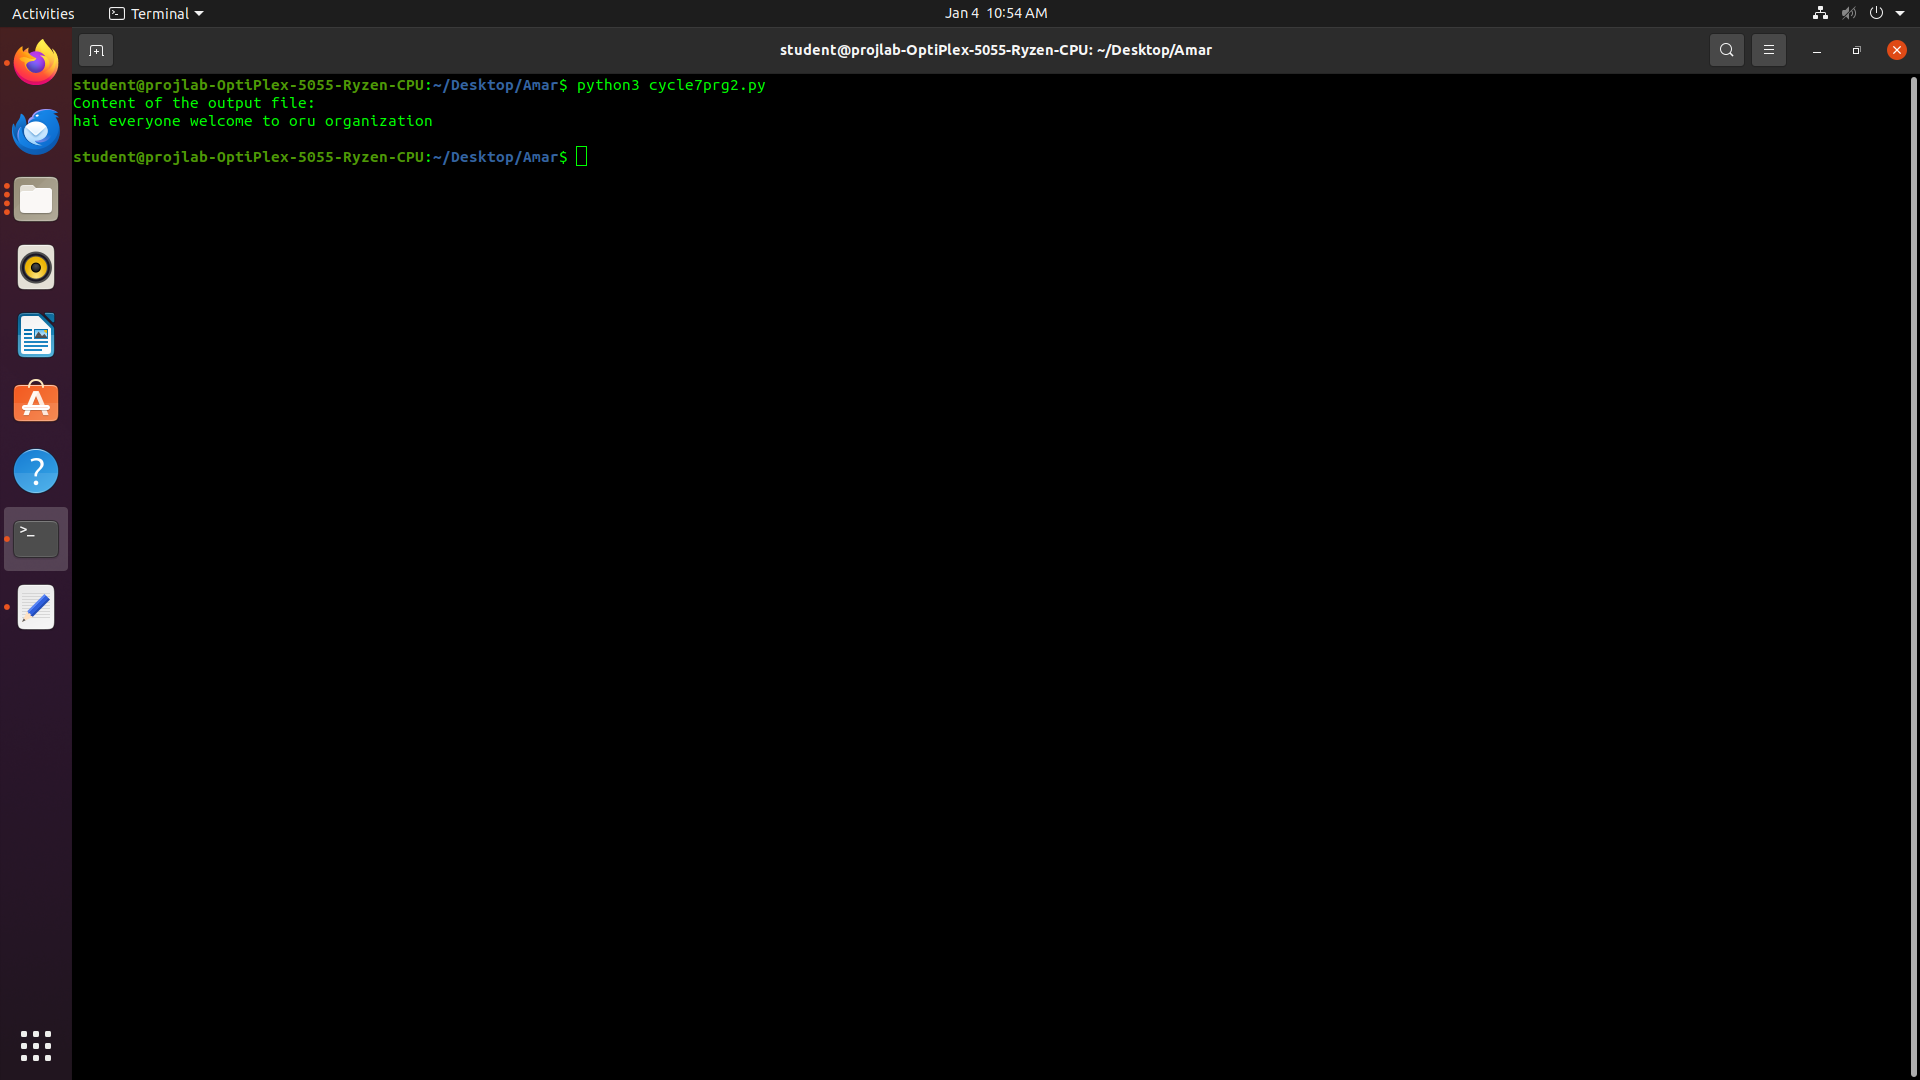 Activities Terminal Jan 4 10:54 AM
student@projlab-OptiPlex-5055-Ryzen-CPU: ~/Desktop/Amar
student@projlab-OptiPlex-5055-Ryzen-CPU:~/Desktop/Amar$ python3 cycle7prg2.py
Content of the output file:
hai everyone welcome to oru organization
student@projlab-OptiPlex-5055-Ryzen-CPU:~/Desktop/Amar$